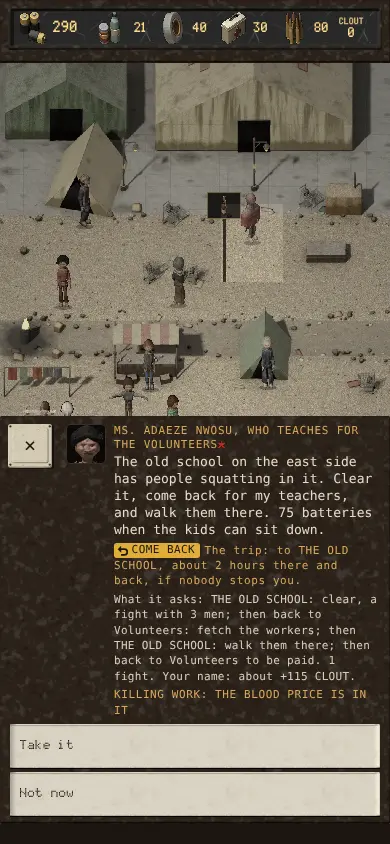 290 21 40 30 80 CLOUT 0
×
MS. ADAEZE NWOSU, WHO TEACHES FOR
THE VOLUNTEERS★
The old school on the east side
has people squatting in it. Clear
it, come back for my teachers,
and walk them there. 75 batteries
when the kids can sit down.
COME BACK The trip: to THE OLD
SCHOOL, about 2 hours there and
back, if nobody stops you.
What it asks: THE OLD SCHOOL: clear, a
fight with 3 men; then back to
Volunteers: fetch the workers; then
THE OLD SCHOOL: walk them there; then
back to Volunteers to be paid. 1
fight. Your name: about +115 CLOUT.
KILLING WORK: THE BLOOD PRICE IS IN
IT
Take it
Not now